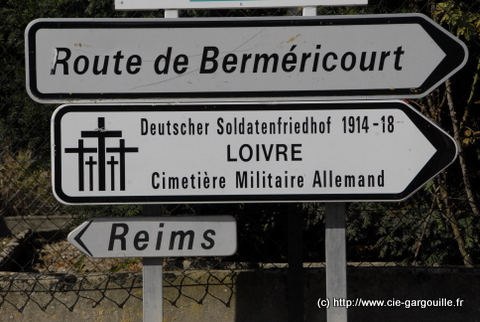 Route de Berméricourt
Deutscher Soldatenfriedhof 1914-18
LOIVRE
Cimetière Militaire Allemand
Reims
(c) http://www.cie-gargouille.fr